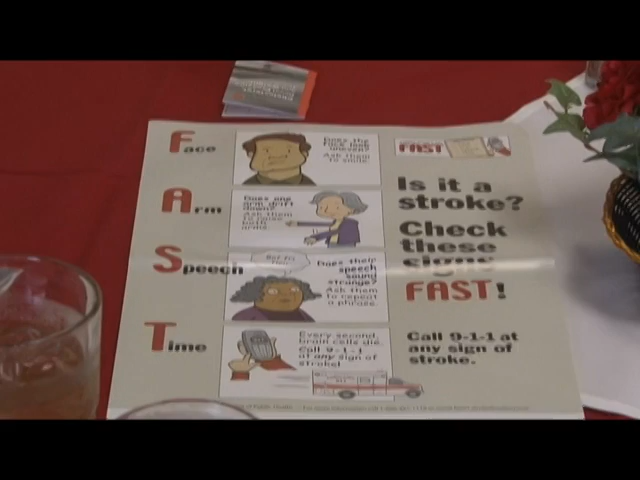 Face
Does the
face look
uneven?
Ask them
to smile.
Arm
Does one
arm drift
down?
Ask them
to raise
both
arms.
Speech
Does their
speech
sound
strange?
Ask them
to repeat
a phrase.
Time
Every second,
brain cells die.
Call 9-1-1
at any sign of
stroke!
FAST
Is it a
stroke?
Check
these
signs
FAST!
Call 9-1-1 at
any sign of
stroke.